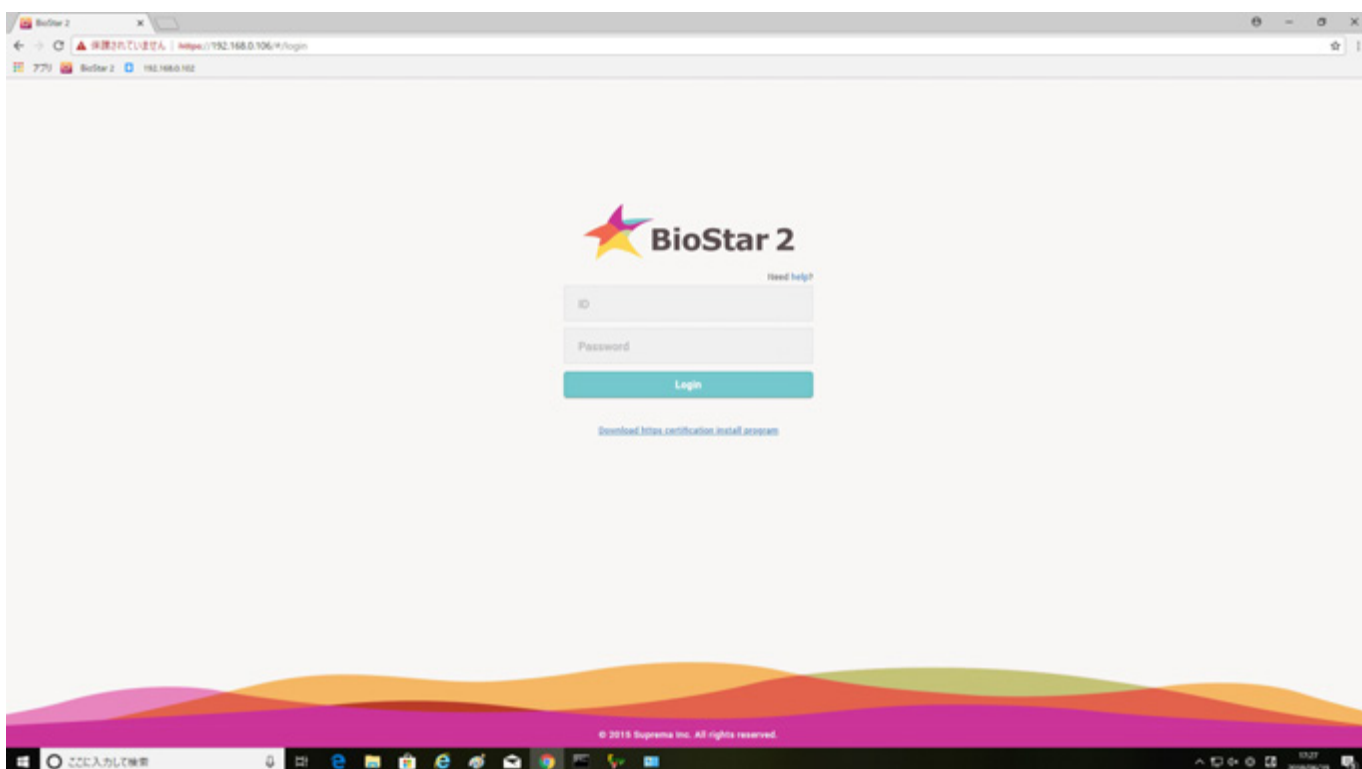 BioStar 2
保護されていません | https://192.168.0.106/#/login
アプリ BioStar 2 192.168.0.102
BioStar 2
Need help?
ID
Password
Login
Download https certification install program
© 2015 Suprema Inc. All rights reserved.
ここに入力して検索
17:27